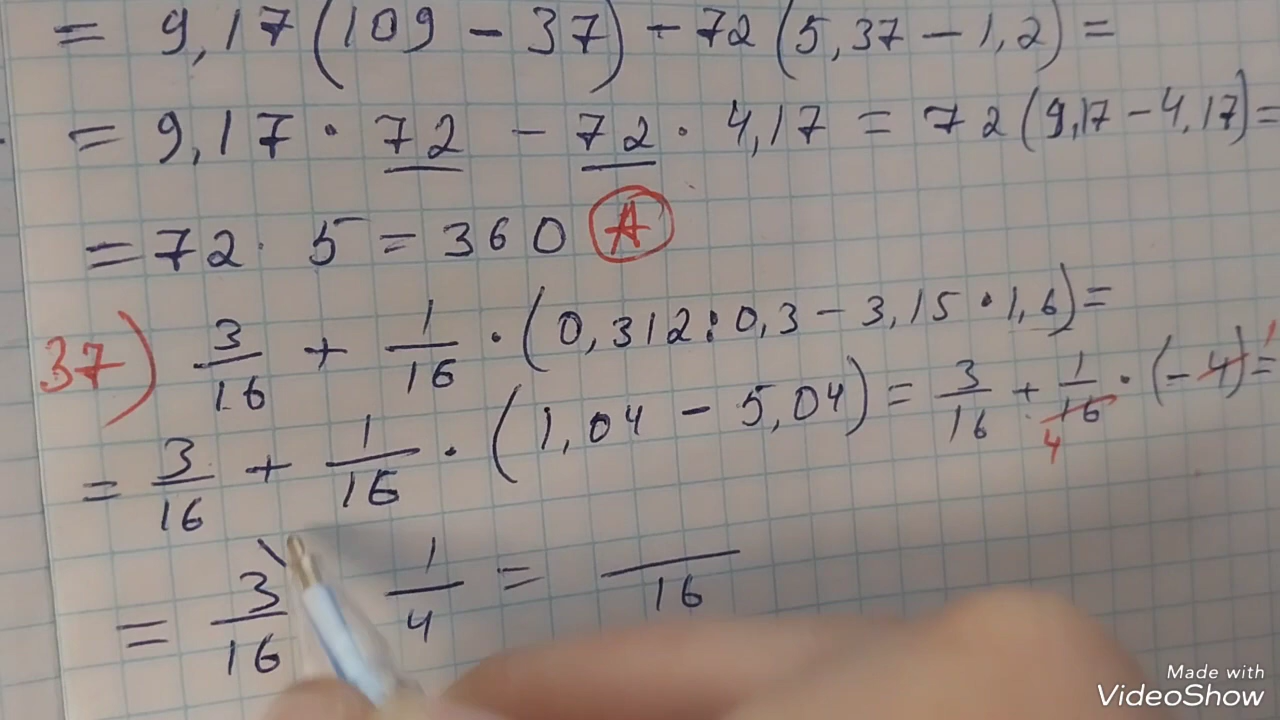 = 9,17(109 - 37) - 72(5,37 - 1,2) =
= 9,17 · 72 - 72 · 4,17 = 72(9,17 - 4,17) =
= 72 · 5 = 360 A
37) 3/16 + 1/16 · (0,312 : 0,3 - 3,15 · 1,6) =
= 3/16 + 1/16 · (1,04 - 5,04) = 3/16 + 1/16 4 · (-4) 1 =
= 3/16 1/4 = /16
Made with
VideoShow